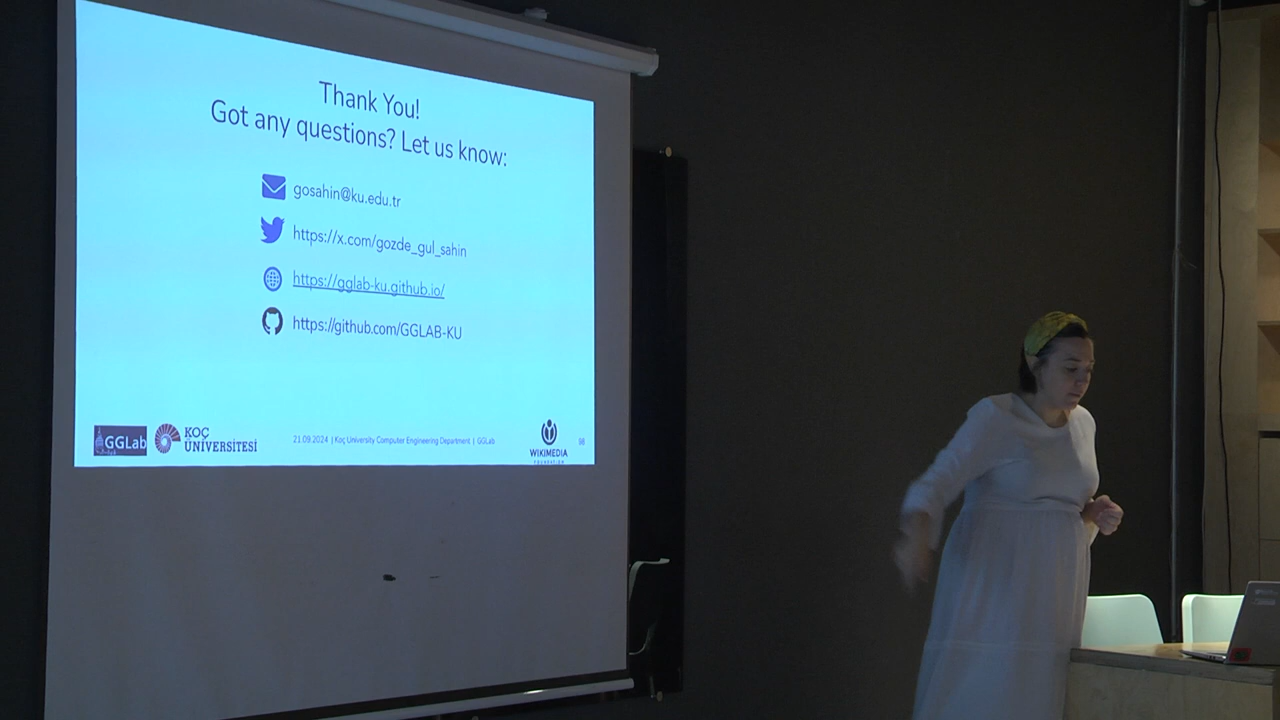 Thank You!
Got any questions? Let us know:
gosahin@ku.edu.tr
https://x.com/gozde_gul_sahin
https://gglab-ku.github.io/
https://github.com/GGLAB-KU
GGLab
KOÇ
ÜNİVERSİTESİ
21.09.2024 | Koç University Computer Engineering Department | GGLab
WIKIMEDIA
FOUNDATION
98